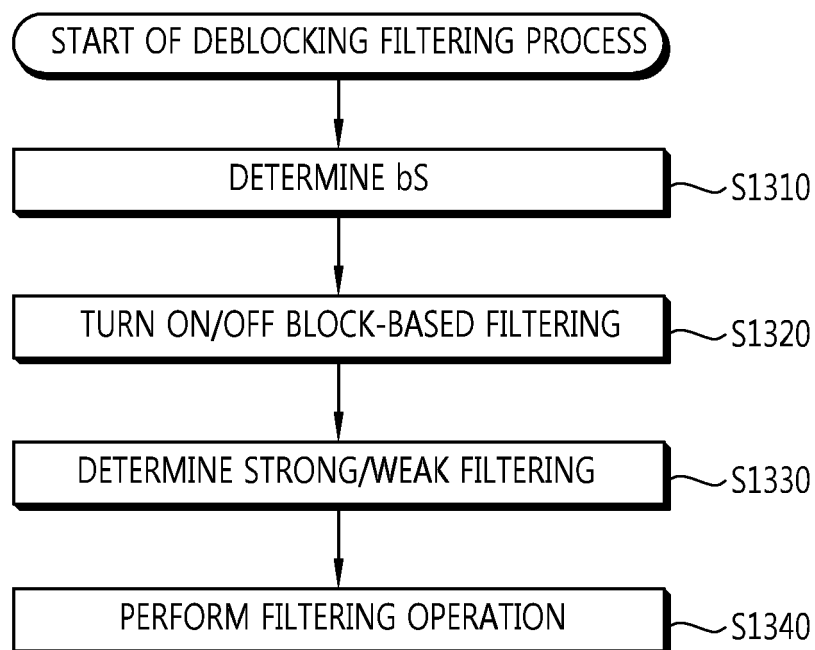 START OF DEBLOCKING FILTERING PROCESS
DETERMINE bS
S1310
TURN ON/OFF BLOCK-BASED FILTERING
S1320
DETERMINE STRONG/WEAK FILTERING
S1330
PERFORM FILTERING OPERATION
S1340